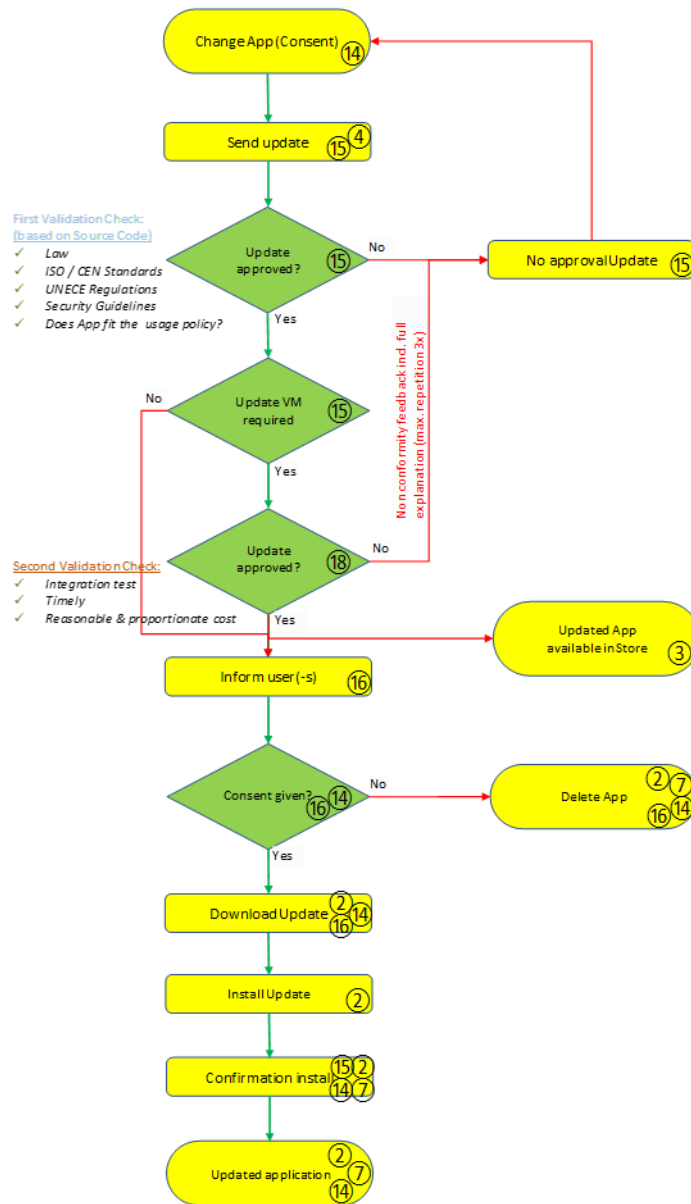 Change App (Consent)
14
Send update
4
15
First Validation Check:
(based on Source Code)
✓ Law
✓ ISO / CEN Standards
✓ UNECE Regulations
✓ Security Guidelines
✓ Does App fit the usage policy?
Update
approved?
15
No
No approval Update
15
Yes
Non conformity feedback ind. full
explanation (max. repetition 3x)
No
Update VM
required
15
Yes
Second Validation Check:
✓ Integration test
✓ Timely
✓ Reasonable & proportionate cost
Update
approved?
18
No
Yes
Updated App
available in Store
3
Inform user(-s)
16
Consent given?
14
16
No
Delete App
2
7
16
14
Yes
Download Update
2
14
16
Install Update
2
Confirmation install
15
2
14
7
Updated application
2
7
14